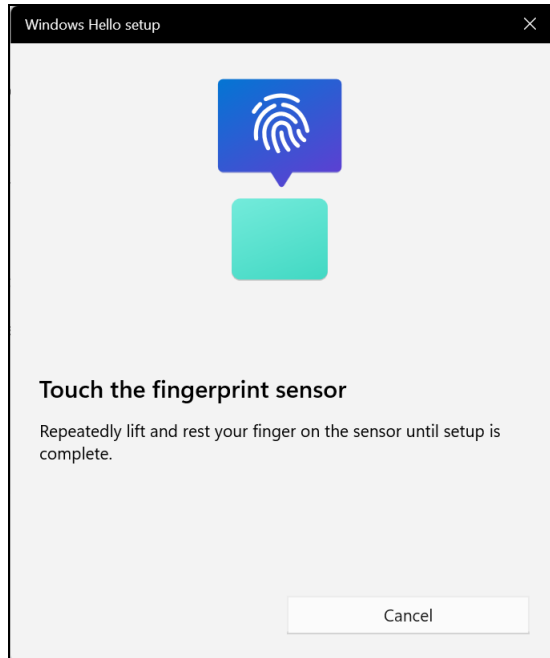 Windows Hello setup
Touch the fingerprint sensor
Repeatedly lift and rest your finger on the sensor until setup is
complete.
Cancel